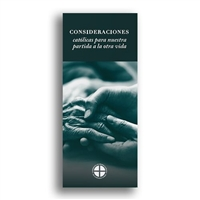 CONSIDERACIONES
católicas para nuestra
partida a la otra vida